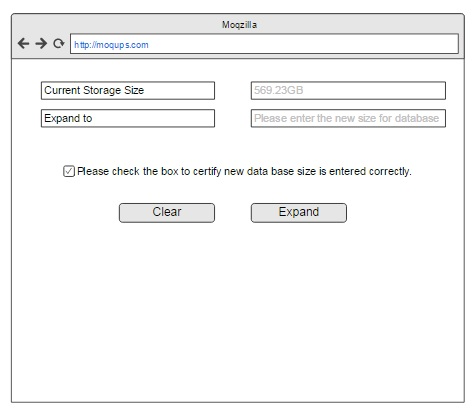 Moqzilla
http://moqups.com
Current Storage Size 569.23GB
Expand to Please enter the new size for database
Please check the box to certify new data base size is entered correctly.
Clear Expand